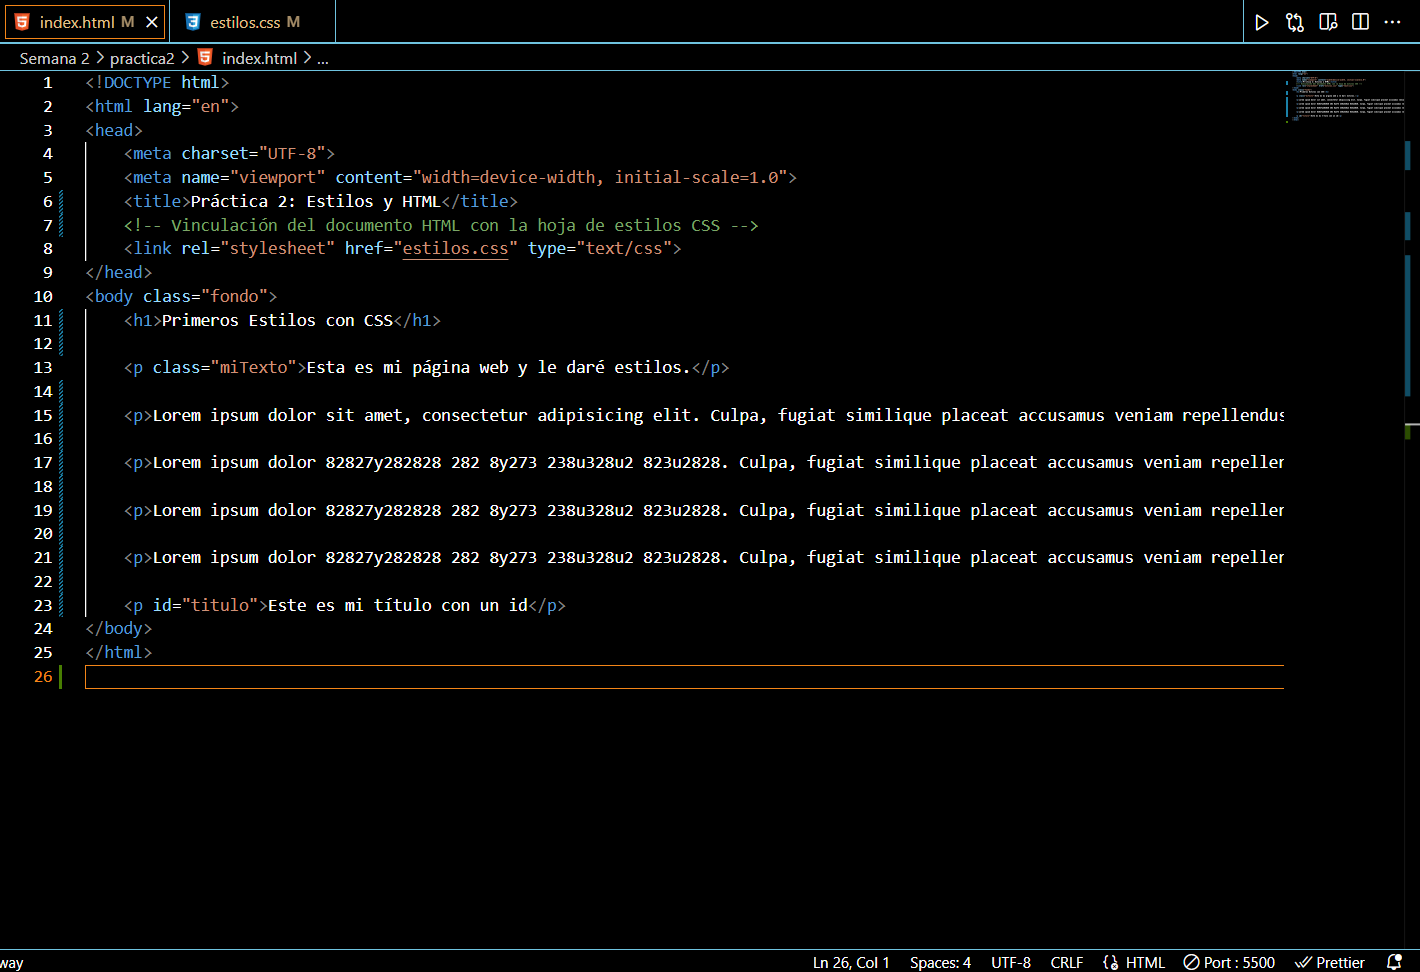 index.html M
estilos.css M
Semana 2 > practica2 > index.html > ...
1 <!DOCTYPE html>
2 <html lang="en">
3 <head>
4 <meta charset="UTF-8">
5 <meta name="viewport" content="width=device-width, initial-scale=1.0">
6 <title>Práctica 2: Estilos y HTML</title>
7 <!-- Vinculación del documento HTML con la hoja de estilos CSS -->
8 <link rel="stylesheet" href="estilos.css" type="text/css">
9 </head>
10 <body class="fondo">
11 <h1>Primeros Estilos con CSS</h1>
12
13 <p class="miTexto">Esta es mi página web y le daré estilos.</p>
14
15 <p>Lorem ipsum dolor sit amet, consectetur adipisicing elit. Culpa, fugiat similique placeat accusamus veniam repellendus
16
17 <p>Lorem ipsum dolor 82827y282828 282 8y273 238u328u2 823u2828. Culpa, fugiat similique placeat accusamus veniam repeller
18
19 <p>Lorem ipsum dolor 82827y282828 282 8y273 238u328u2 823u2828. Culpa, fugiat similique placeat accusamus veniam repeller
20
21 <p>Lorem ipsum dolor 82827y282828 282 8y273 238u328u2 823u2828. Culpa, fugiat similique placeat accusamus veniam repeller
22
23 <p id="titulo">Este es mi título con un id</p>
24 </body>
25 </html>
26
way Ln 26, Col 1 Spaces: 4 UTF-8 CRLF HTML Port : 5500 Prettier